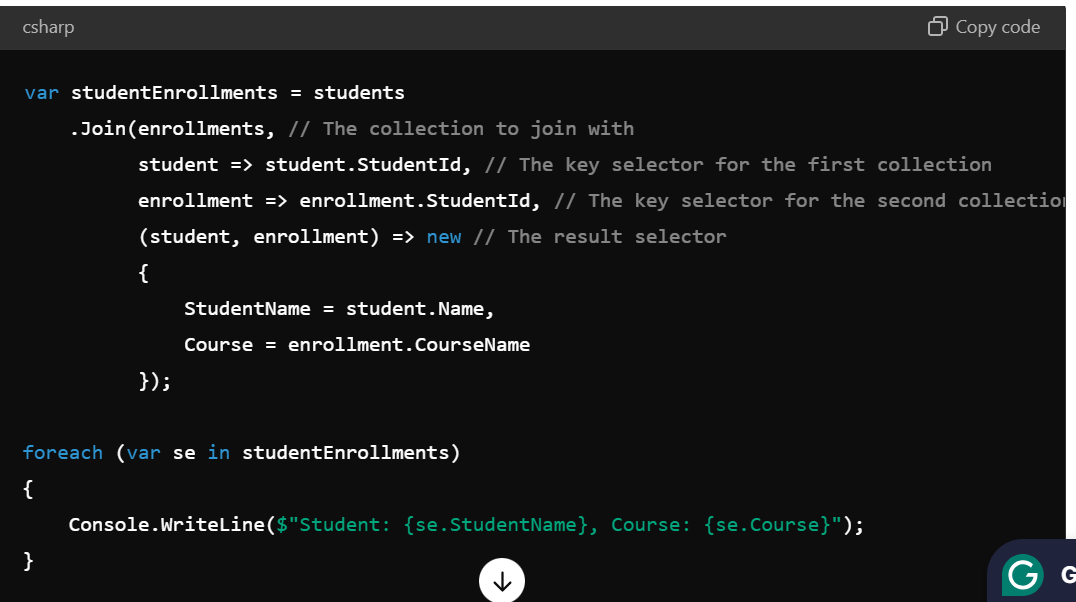 csharp
Copy code
var studentEnrollments = students
    .Join(enrollments, // The collection to join with
          student => student.StudentId, // The key selector for the first collection
          enrollment => enrollment.StudentId, // The key selector for the second collection
          (student, enrollment) => new // The result selector
          {
              StudentName = student.Name,
              Course = enrollment.CourseName
          });
foreach (var se in studentEnrollments)
{
    Console.WriteLine($"Student: {se.StudentName}, Course: {se.Course}");
}
G